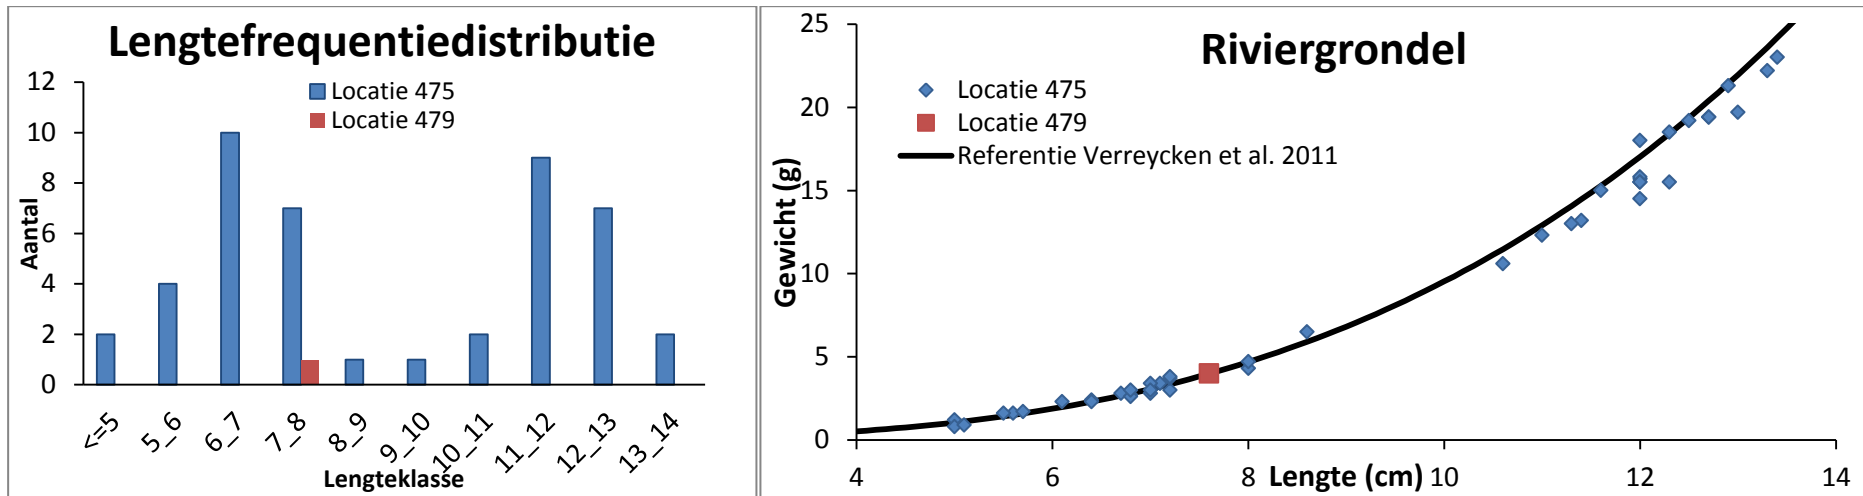 Lengtefrequentiedistributie
Locatie 475
Locatie 479
Aantal
12
10
8
6
4
2
0
<=5
5_6
6_7
7_8
8_9
9_10
10_11
11_12
12_13
13_14
Lengteklasse
Riviergrondel
Locatie 475
Locatie 479
Referentie Verreycken et al. 2011
Gewicht (g)
25
20
15
10
5
0
4
6
8
10
12
14
Lengte (cm)